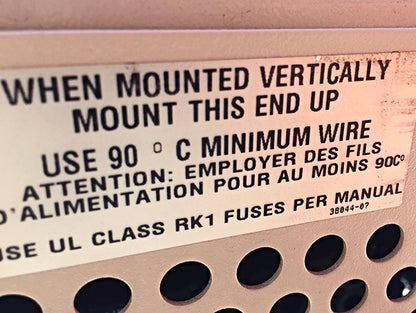 WHEN MOUNTED VERTICALLY
MOUNT THIS END UP
USE 90 ° C MINIMUM WIRE
ATTENTION: EMPLOYER DES FILS
D'ALIMENTATION POUR AU MOINS 90C°
USE UL CLASS RK1 FUSES PER MANUAL
38044-07